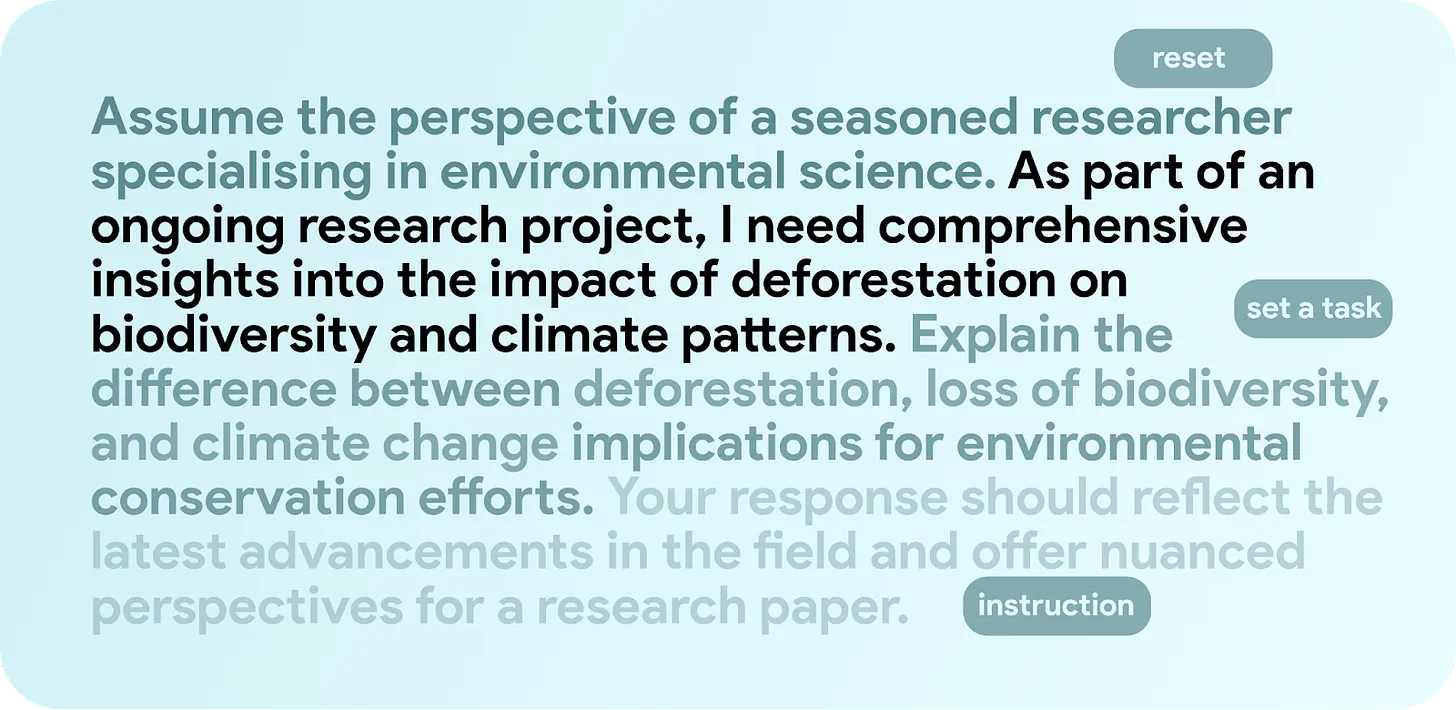 reset
Assume the perspective of a seasoned researcher
specialising in environmental science. As part of an
ongoing research project, I need comprehensive
insights into the impact of deforestation on
set a task
biodiversity and climate patterns. Explain the
difference between deforestation, loss of biodiversity,
and climate change implications for environmental
conservation efforts. Your response should reflect the
latest advancements in the field and offer nuanced
perspectives for a research paper.
instruction